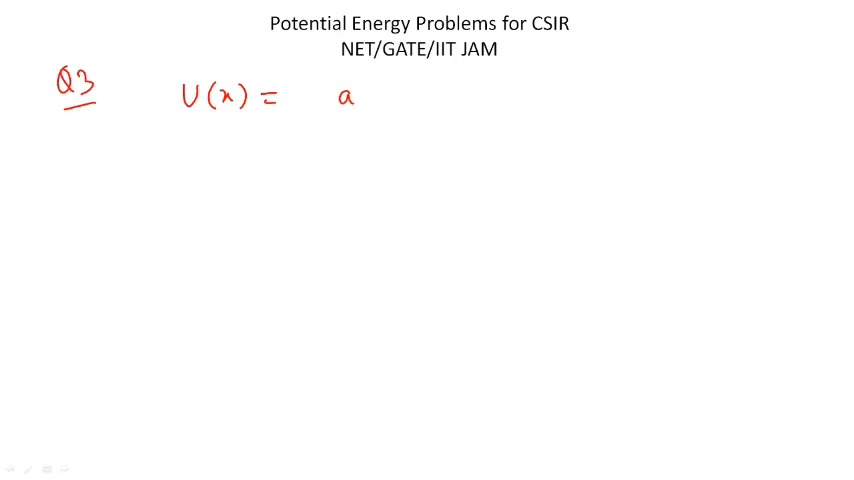 Potential Energy Problems for CSIR
NET/GATE/IIT JAM
Q3 U(x) = a